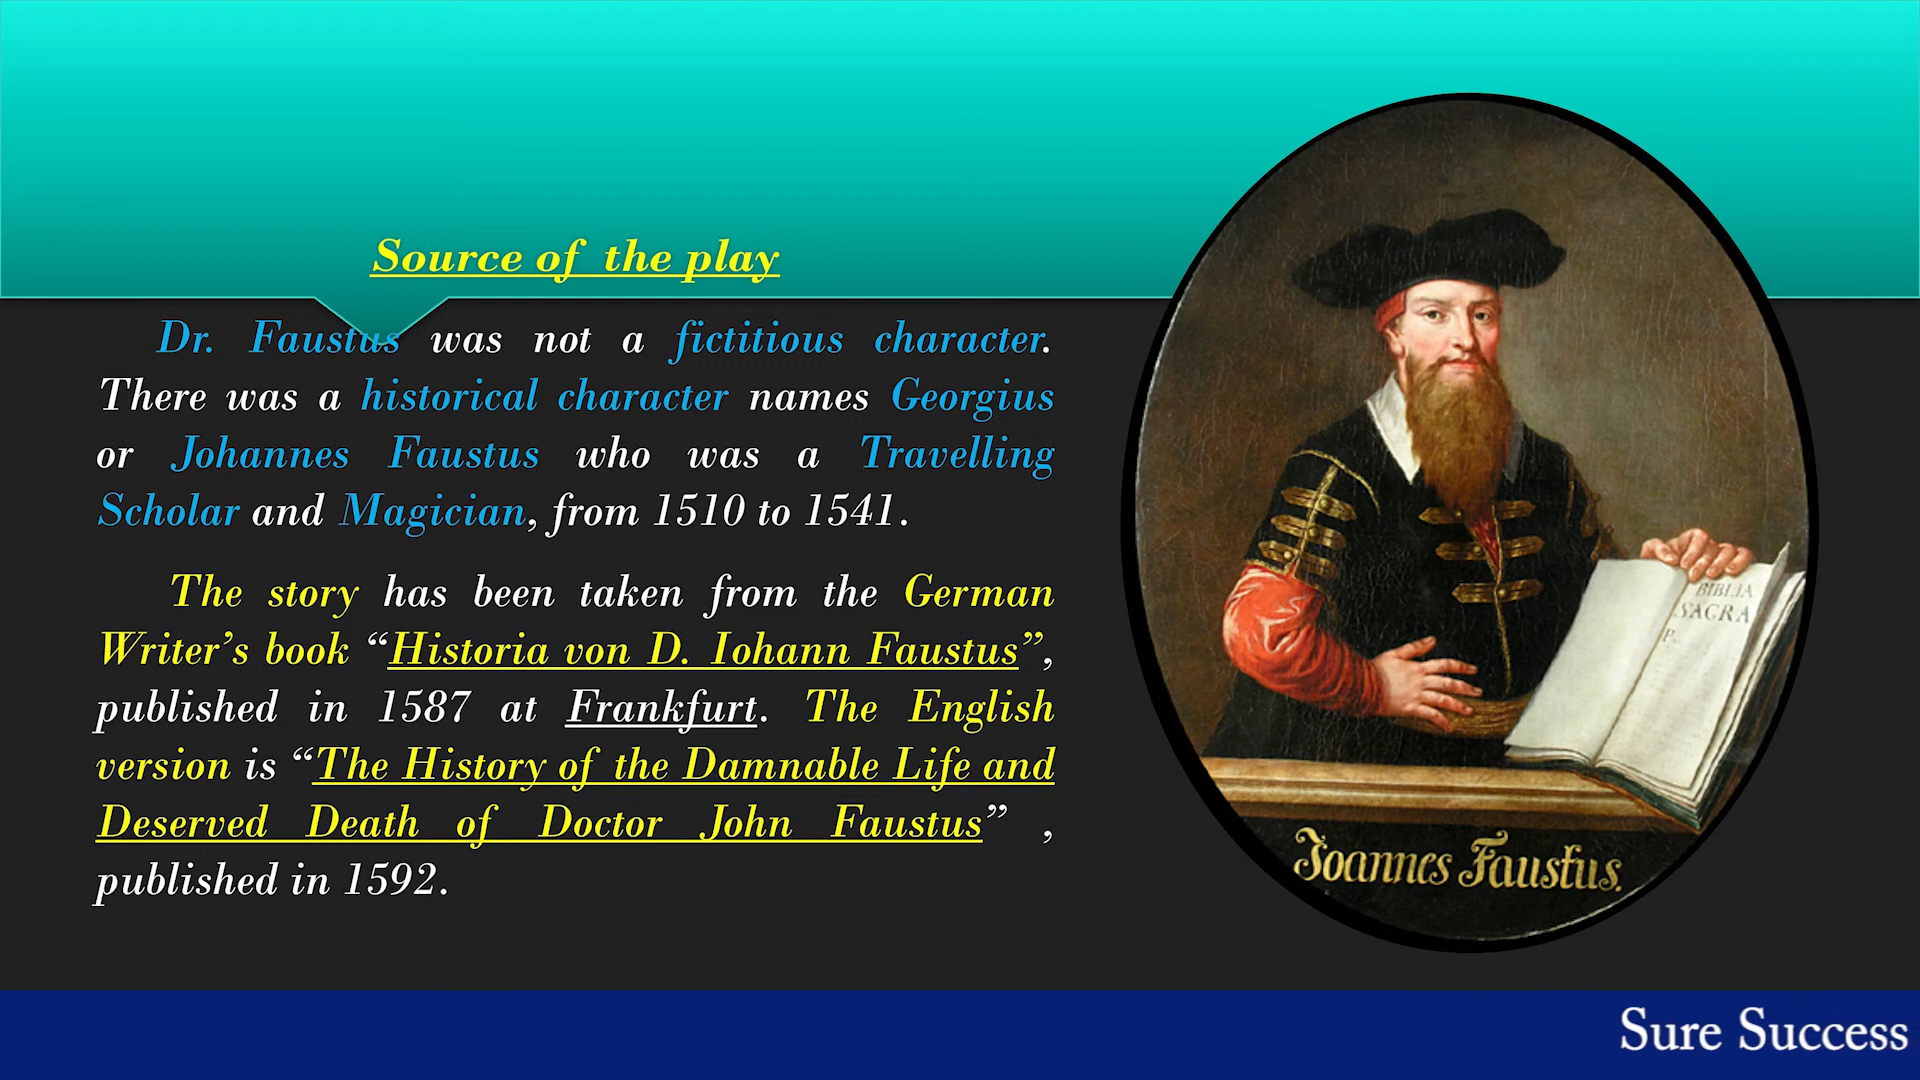 Source of the play
Dr. Faustus was not a fictitious character.
There was a historical character names Georgius
or Johannes Faustus who was a Travelling
Scholar and Magician, from 1510 to 1541.
The story has been taken from the German
Writer’s book “Historia von D. Iohann Faustus”,
published in 1587 at Frankfurt. The English
version is “The History of the Damnable Life and
Deserved Death of Doctor John Faustus” ,
published in 1592.
BIBLIA
SACRA
Joannes Faustus.
Sure Success